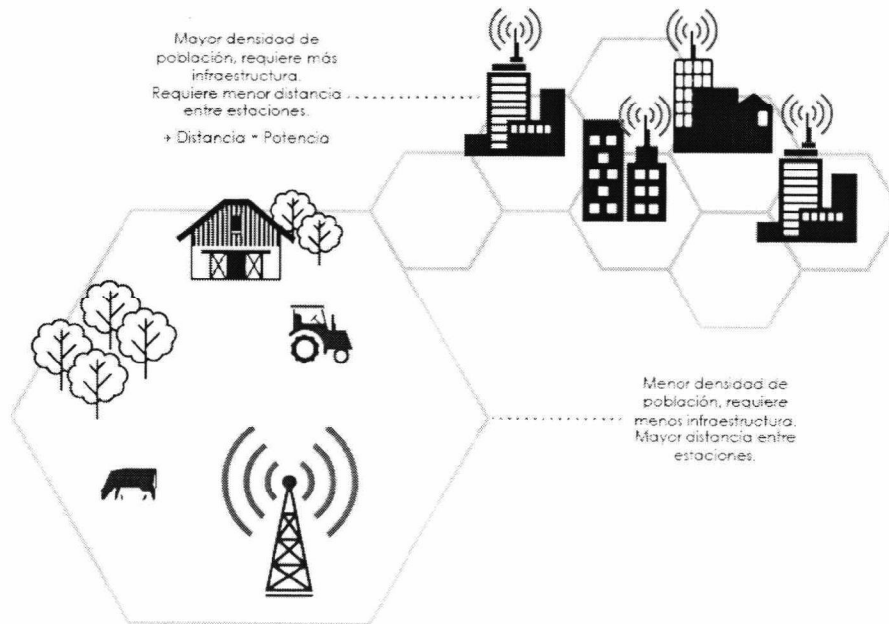 Mayor densidad de
población, requiere más
infraestructura.
Requiere menor distancia
entre estaciones.
+ Distancia = Potencia
Menor densidad de
población, requiere
menos infraestructura.
Mayor distancia entre
estaciones.